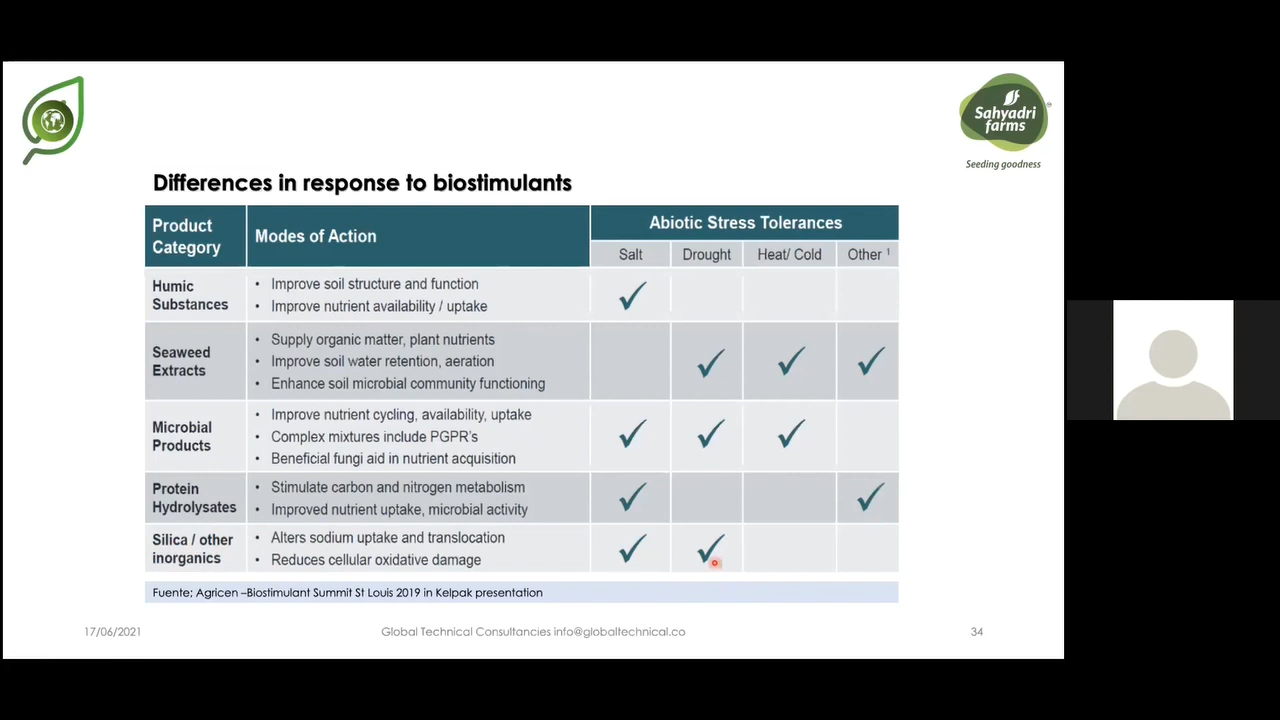 Sahyadri
farms
Seeding goodness
Differences in response to biostimulants
Product
Category
Modes of Action
Abiotic Stress Tolerances
Salt
Drought
Heat/ Cold
Other 1
Humic
Substances
• Improve soil structure and function
• Improve nutrient availability / uptake
Seaweed
Extracts
• Supply organic matter, plant nutrients
• Improve soil water retention, aeration
• Enhance soil microbial community functioning
Microbial
Products
• Improve nutrient cycling, availability, uptake
• Complex mixtures include PGPR's
• Beneficial fungi aid in nutrient acquisition
Protein
Hydrolysates
• Stimulate carbon and nitrogen metabolism
• Improved nutrient uptake, microbial activity
Silica / other
inorganics
• Alters sodium uptake and translocation
• Reduces cellular oxidative damage
Fuente; Agricen –Biostimulant Summit St Louis 2019 in Kelpak presentation
17/06/2021
Global Technical Consultancies info@globaltechnical.co
34